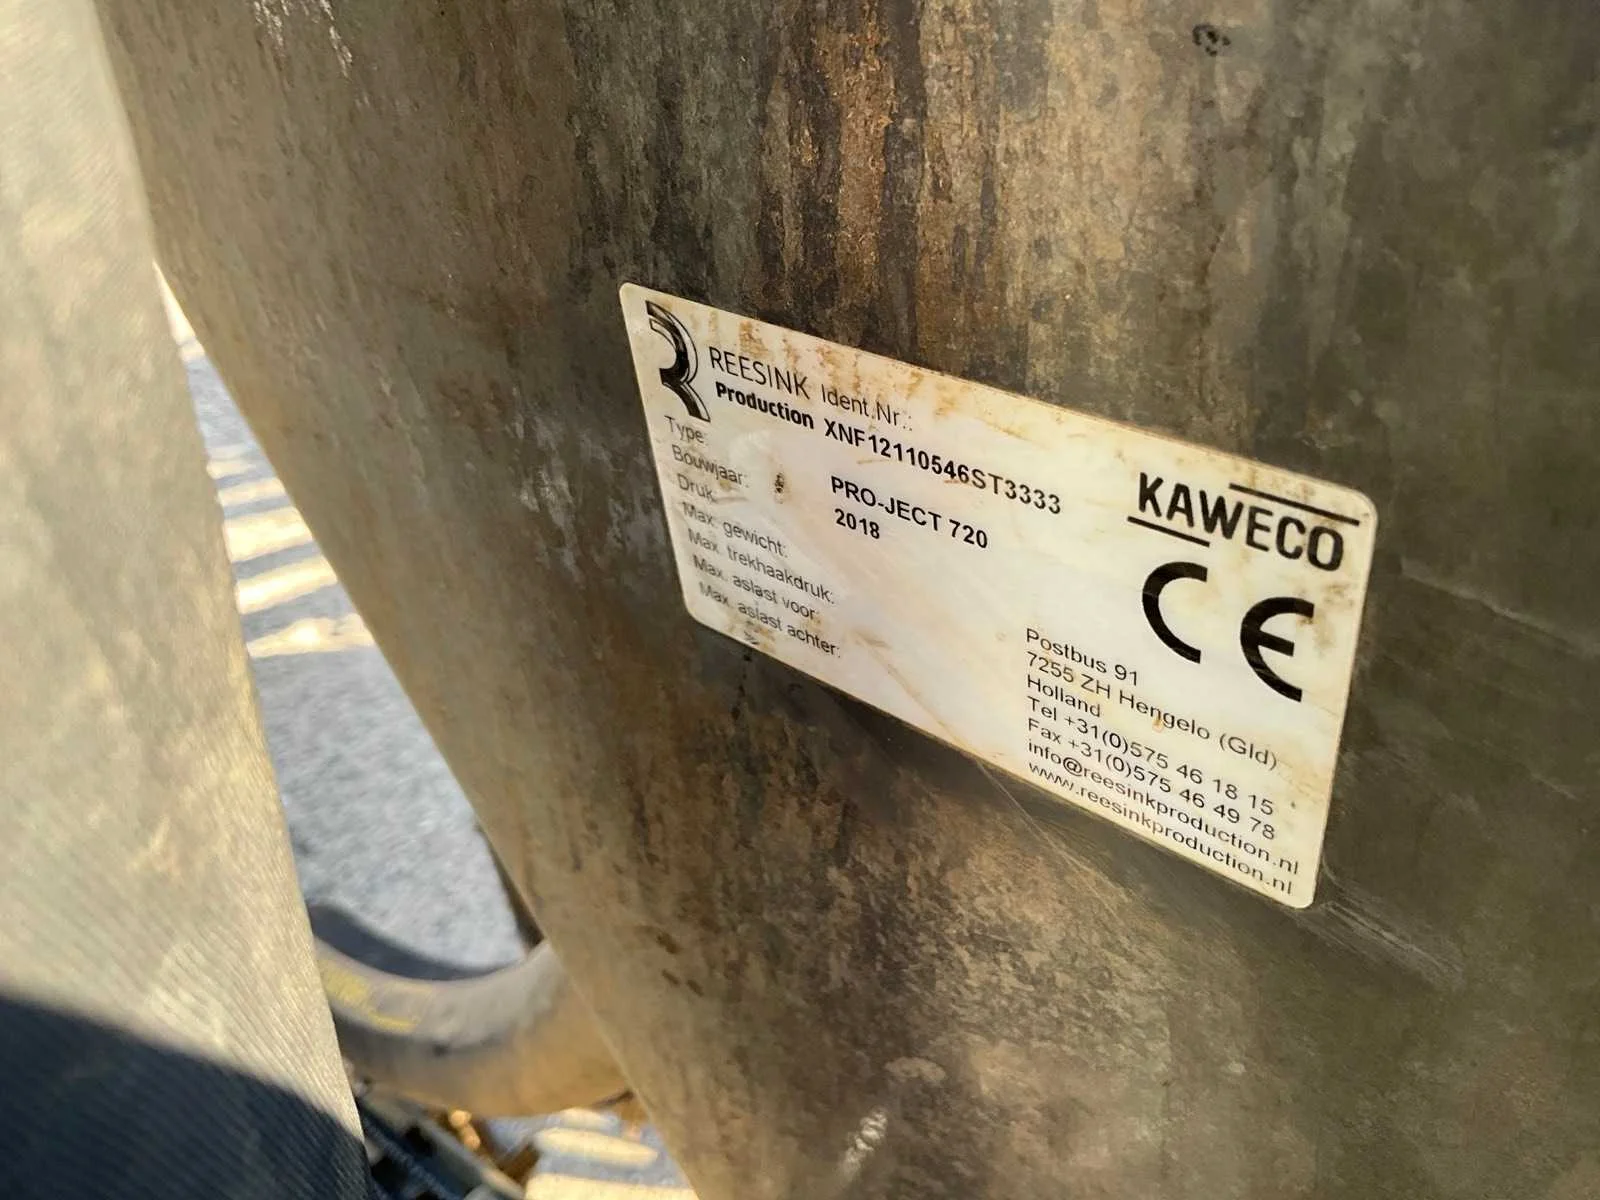 REESINK Ident.Nr.:
Production XNF12110546ST3333
Type: PRO-JECT 720
Bouwjaar: 2018
Druk:
Max. gewicht:
Max. trekhaakdruk:
Max. aslast voor:
Max. aslast achter:
KAWECO
CE
Postbus 91
7255 ZH Hengelo (Gld)
Holland
Tel +31(0)575 46 18 15
Fax +31(0)575 46 49 78
info@reesinkproduction.nl
www.reesinkproduction.nl